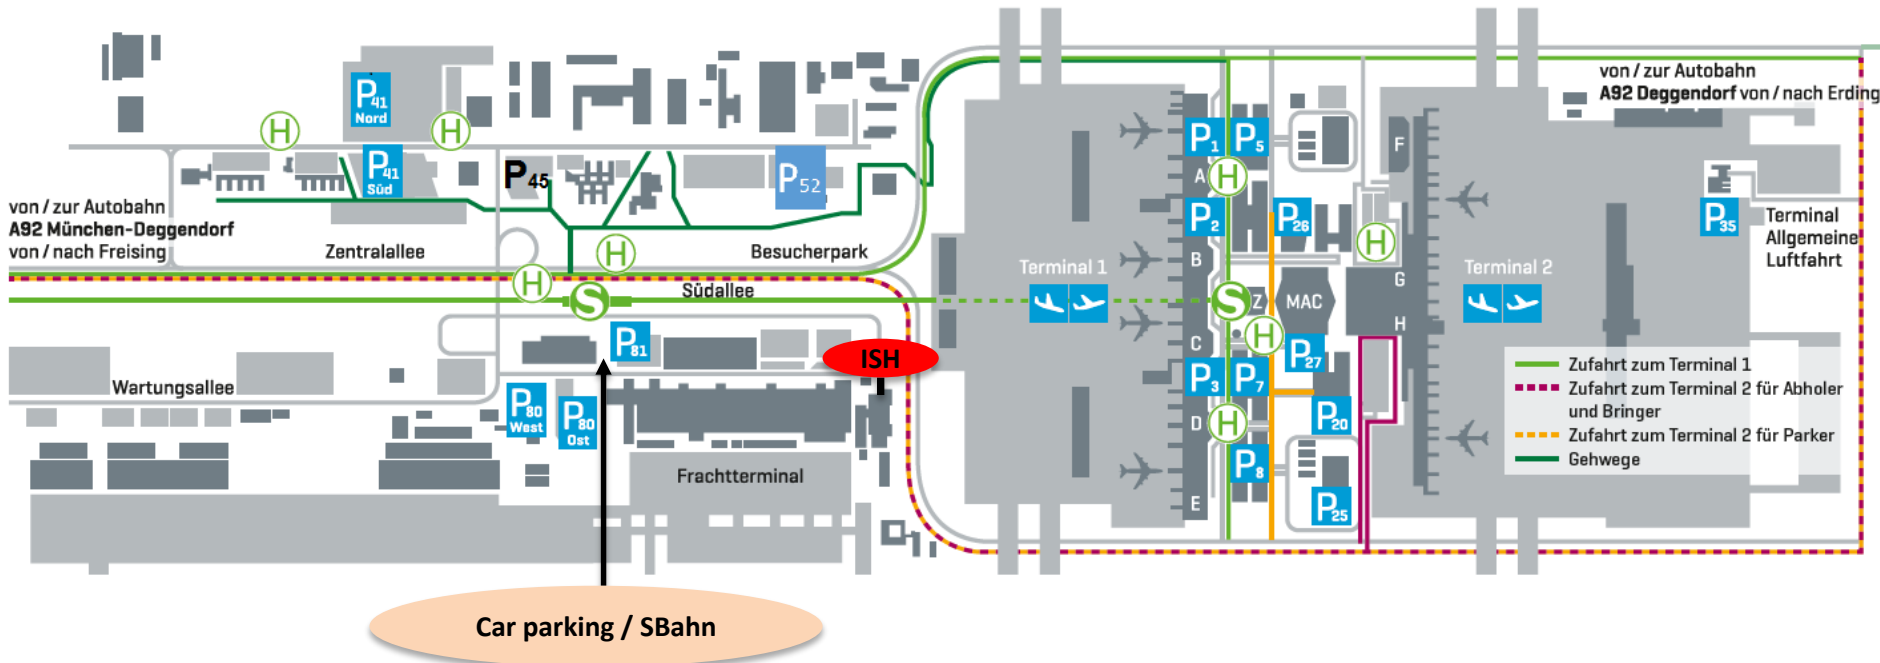 von / zur Autobahn
A92 Deggendorf von / nach Erding
P41
Nord
H
H
P41
Süd
P45
P52
von / zur Autobahn
A92 München-Deggendorf
von / nach Freising
Zentralallee
Besucherpark
H
H
S
Südallee
P81
ISH
Wartungsallee
P80
West
P80
Ost
Frachtterminal
Car parking / SBahn
Terminal 1
P1
P5
A
H
P2
P26
B
H
S
Z
MAC
H
C
P27
P3
P7
P20
D
H
P8
E
P25
F
G
H
Terminal 2
P35
Terminal
Allgemeine
Luftfahrt
Zufahrt zum Terminal 1
Zufahrt zum Terminal 2 für Abholer
und Bringer
Zufahrt zum Terminal 2 für Parker
Gehwege